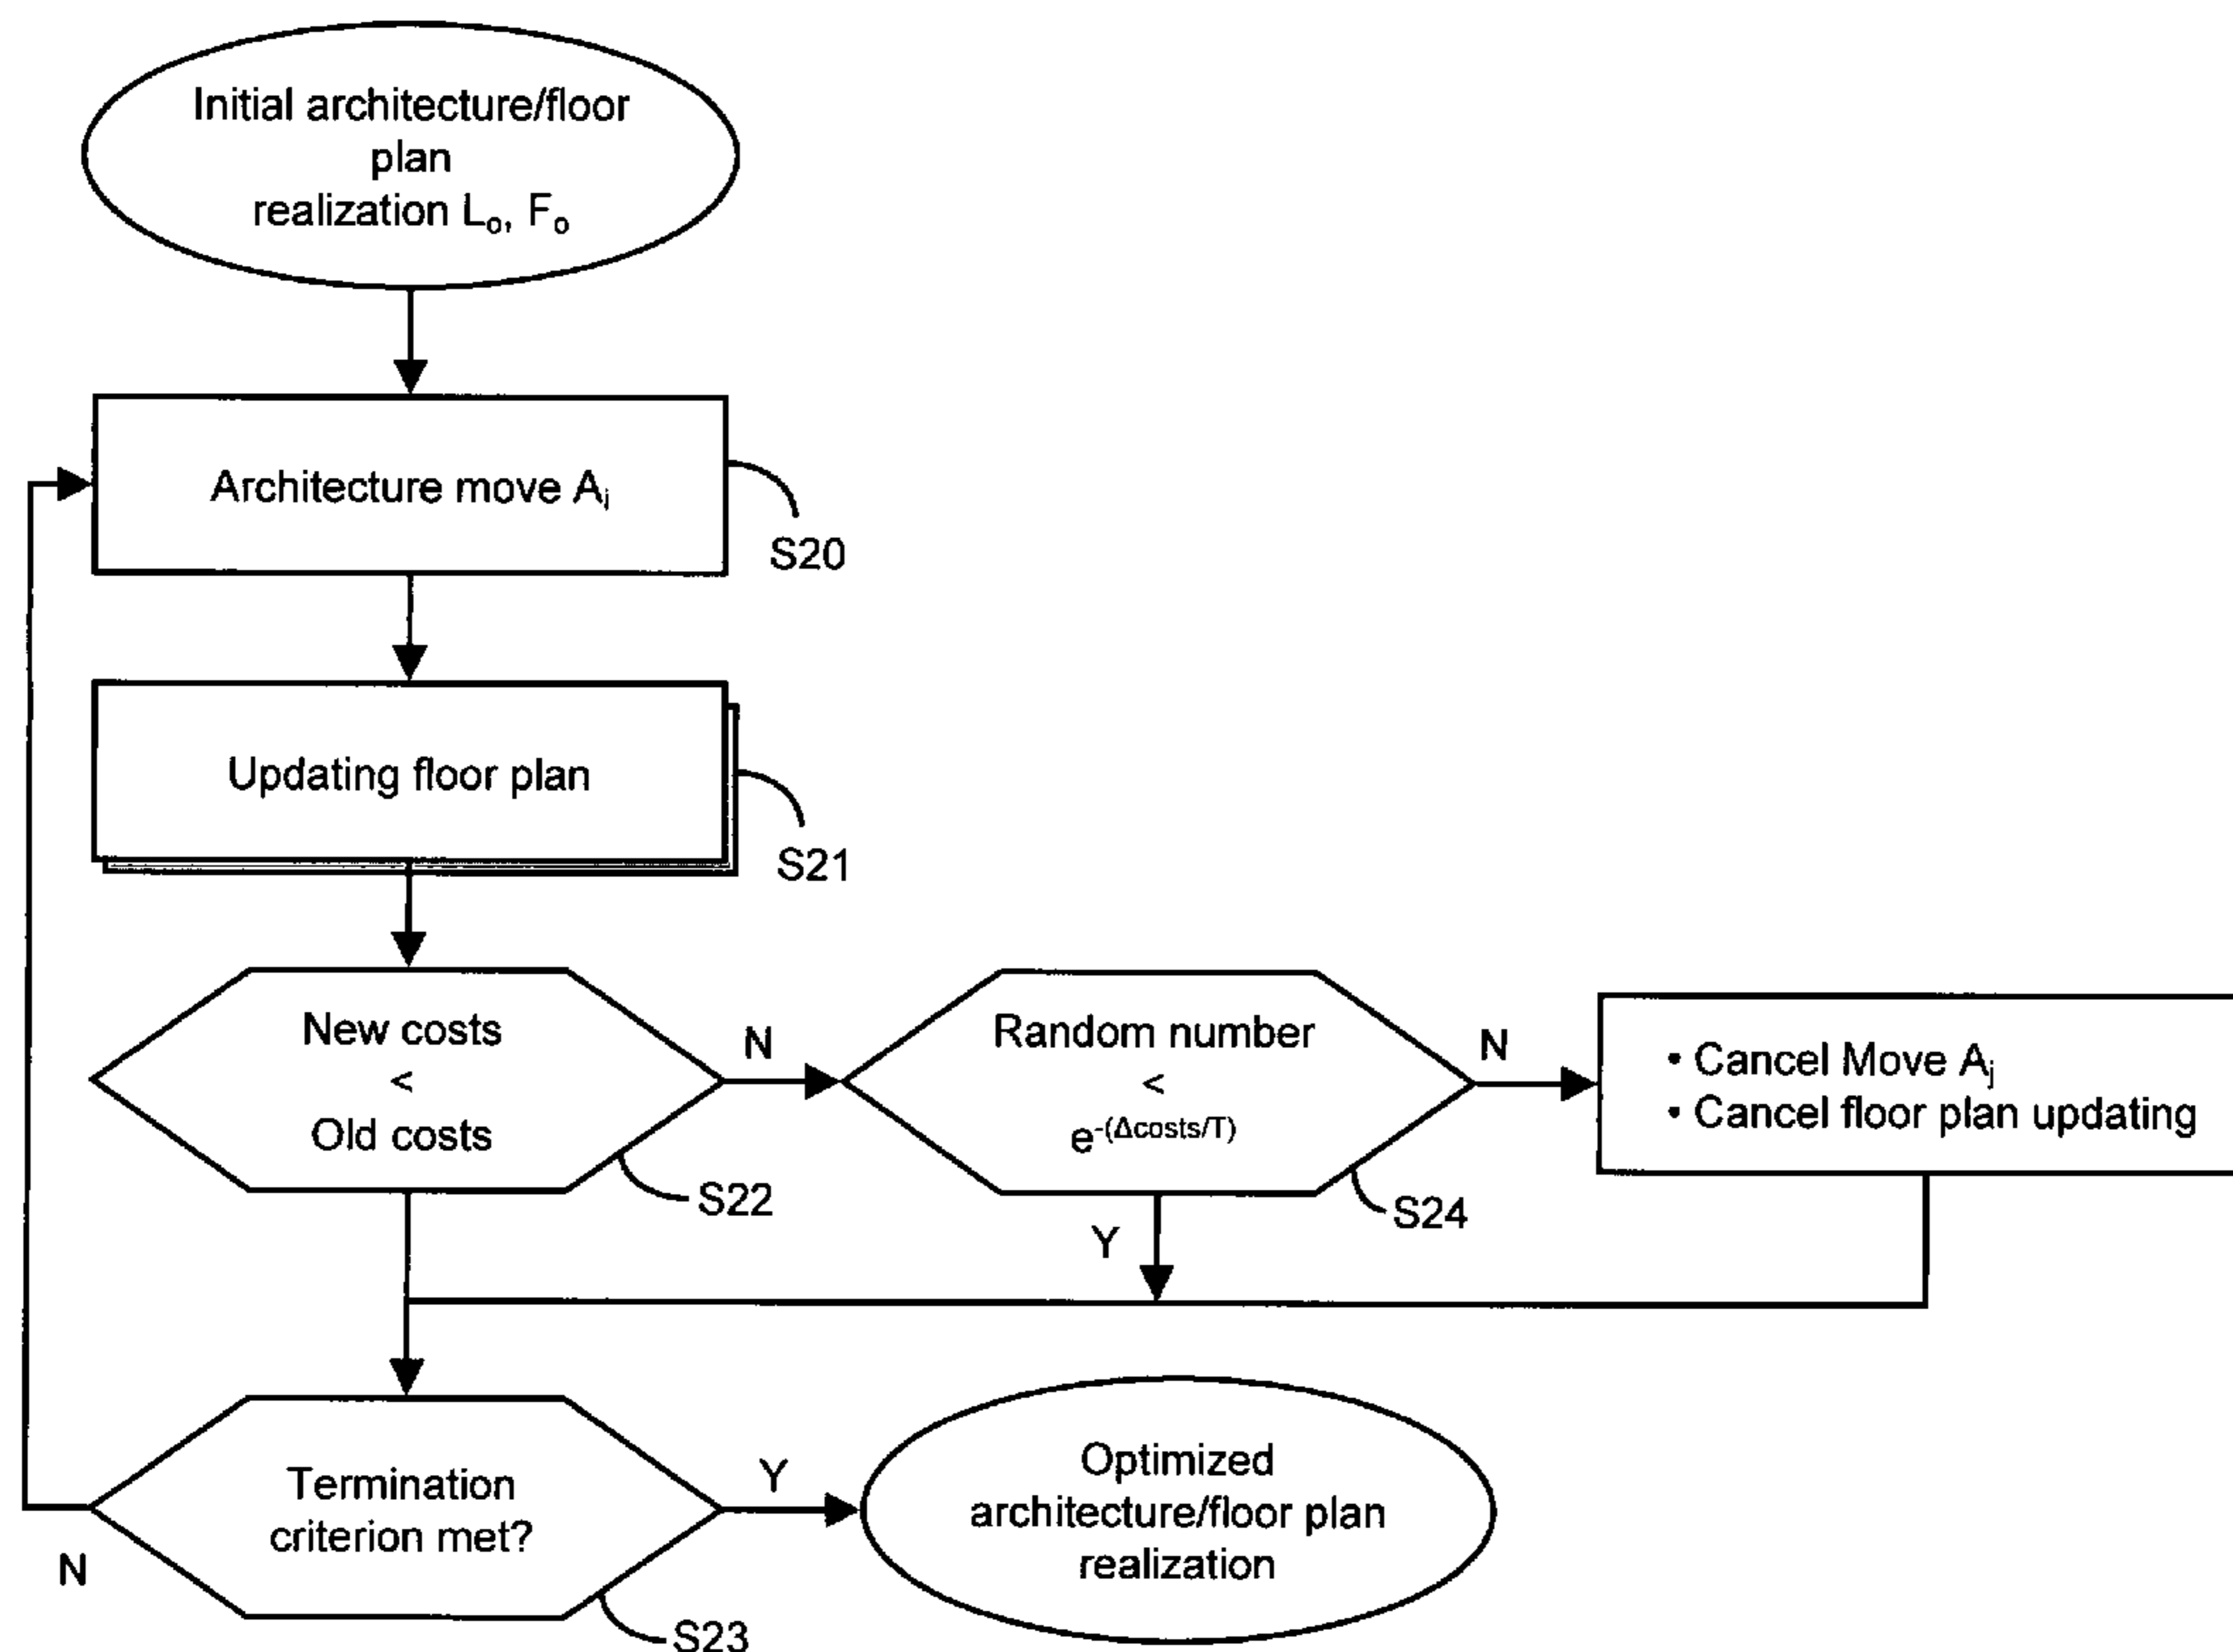 Initial architecture/floor
plan
realization L₀, F₀
Architecture move Aⱼ
S20
Updating floor plan
S21
New costs
<
Old costs
N
S22
Random number
<
e-(Δcosts/T)
N
S24
Y
• Cancel Move Aⱼ
• Cancel floor plan updating
Termination
criterion met?
N
Y
S23
Optimized
architecture/floor plan
realization